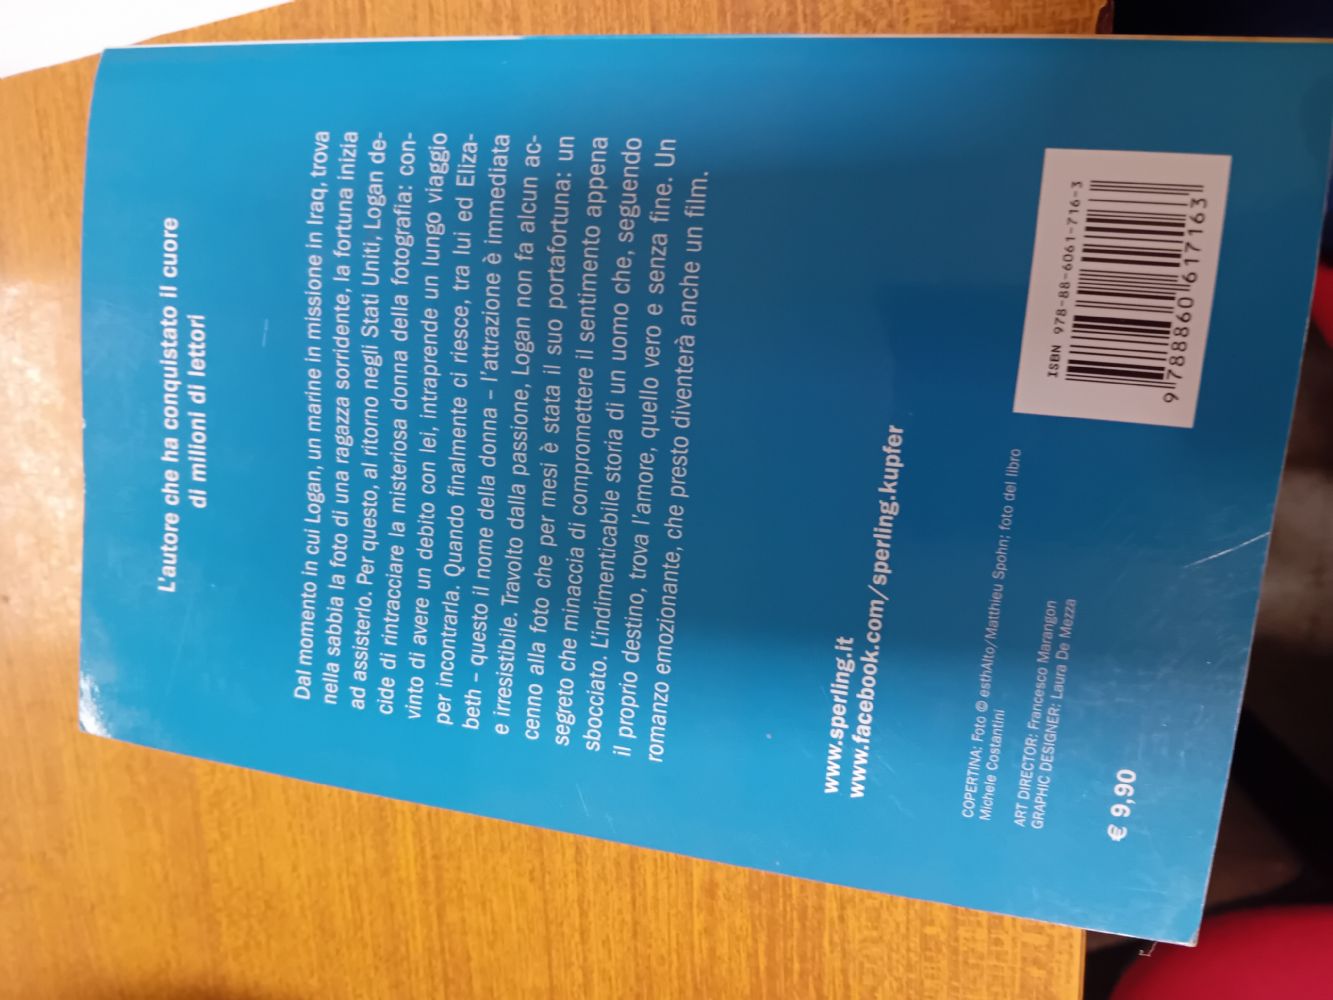 L'autore che ha conquistato il cuore
di milioni di lettori
Dal momento in cui Logan, un marine in missione in Iraq, trova
nella sabbia la foto di una ragazza sorridente, la fortuna inizia
ad assisterlo. Per questo, al ritorno negli Stati Uniti, Logan de-
cide di rintracciare la misteriosa donna della fotografia: con-
vinto di avere un debito con lei, intraprende un lungo viaggio
per incontrarla. Quando finalmente ci riesce, tra lui ed Eliza-
beth – questo il nome della donna – l'attrazione è immediata
e irresistibile. Travolto dalla passione, Logan non fa alcun ac-
cenno alla foto che per mesi è stata il suo portafortuna: un
segreto che minaccia di compromettere il sentimento appena
sbocciato. L'indimenticabile storia di un uomo che, seguendo
il proprio destino, trova l'amore, quello vero e senza fine. Un
romanzo emozionante, che presto diventerà anche un film.
www.sperling.it
www.facebook.com/sperling.kupfer
COPERTINA: Foto © esthAlto/Matthieu Spohn; foto del libro
Michele Costantini
ART DIRECTOR: Francesco Marangon
GRAPHIC DESIGNER: Laura De Mezza
€ 9,90
ISBN 978-88-6061-716-3
9 788860 617163